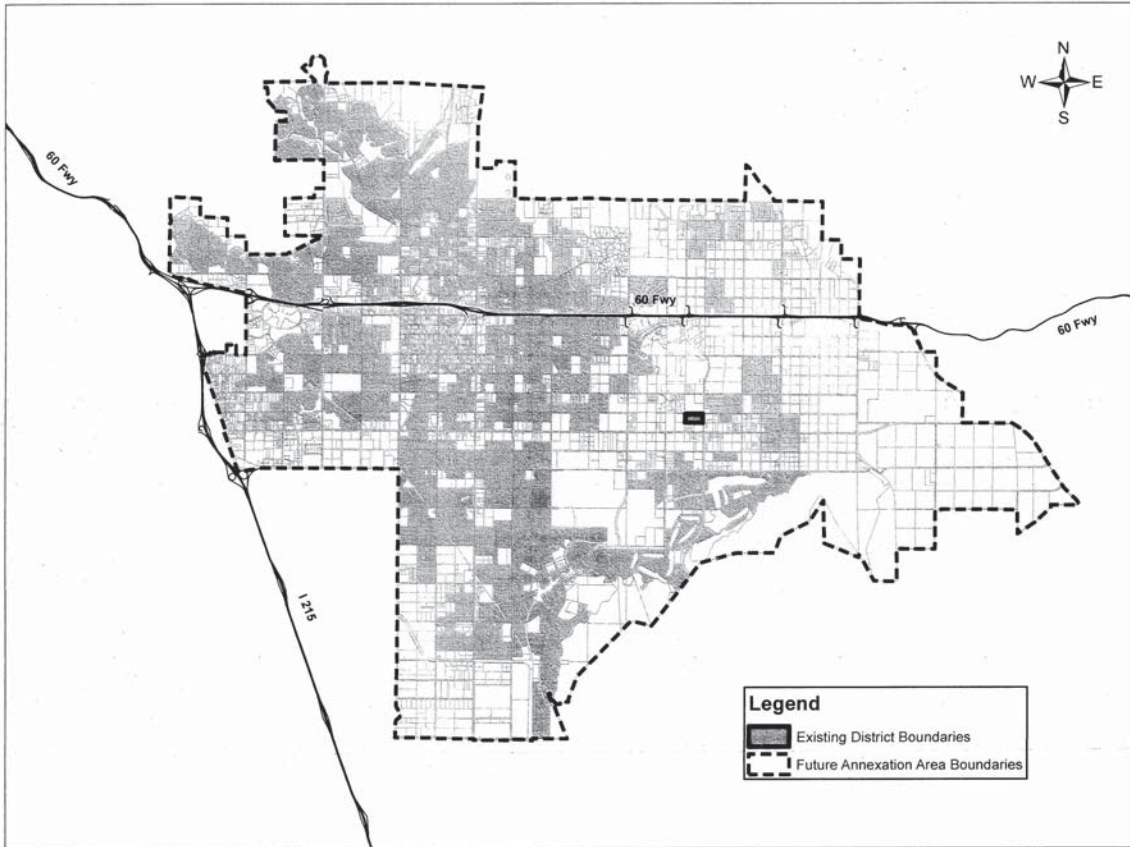 N
W E
S
60 Fwy
60 Fwy
60 Fwy
I 215
Legend
Existing District Boundaries
Future Annexation Area Boundaries